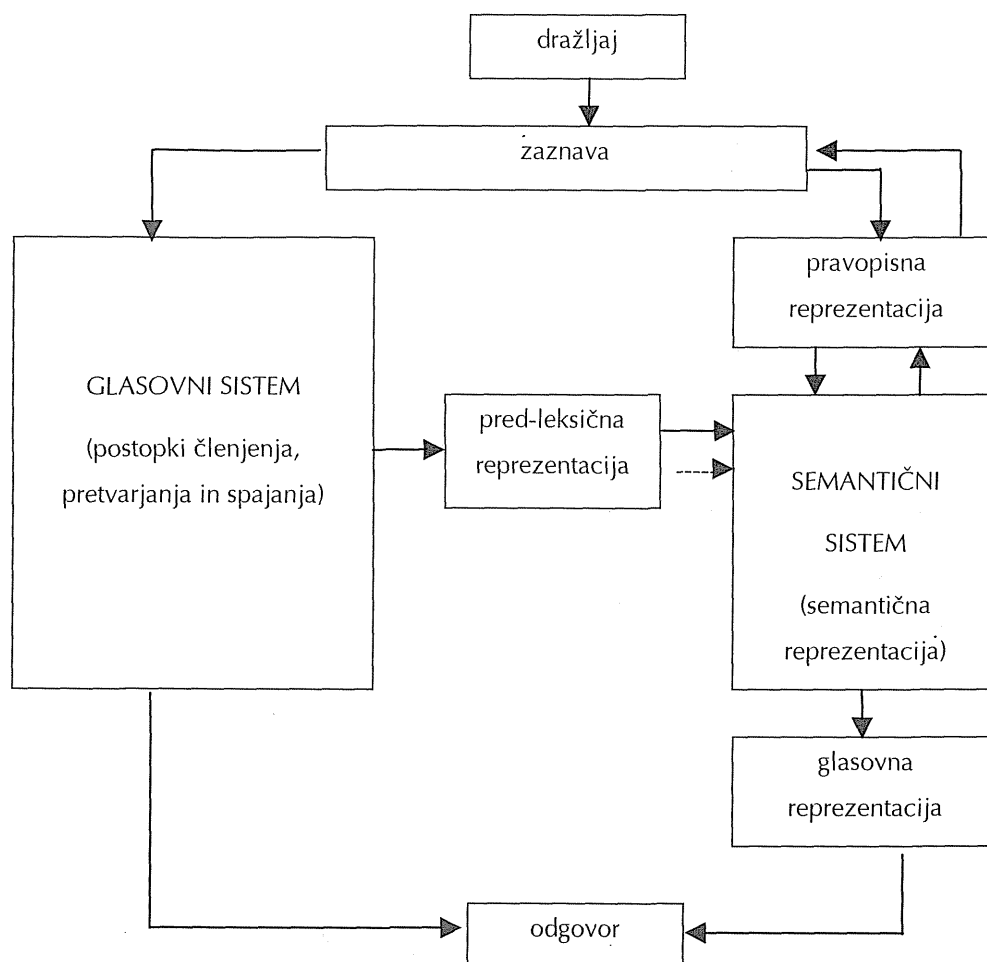 dražljaj
zaznava
pravopisna
reprezentacija
GLASOVNI SISTEM
(postopki členjenja,
pretvarjanja in spajanja)
pred-leksična
reprezentacija
SEMANTIČNI
SISTEM
(semantična
reprezentacija)
glasovna
reprezentacija
odgovor